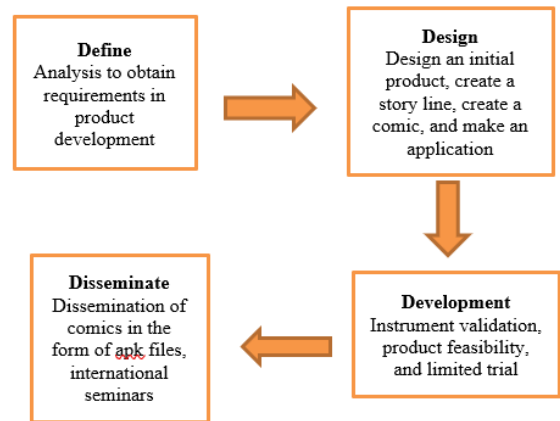 Define
Analysis to obtain
requirements in
product
development
Design
Design an initial
product, create a
story line, create a
comic, and make an
application
Development
Instrument validation,
product feasibility,
and limited trial
Disseminate
Dissemination of
comics in the
form of apk files,
international
seminars